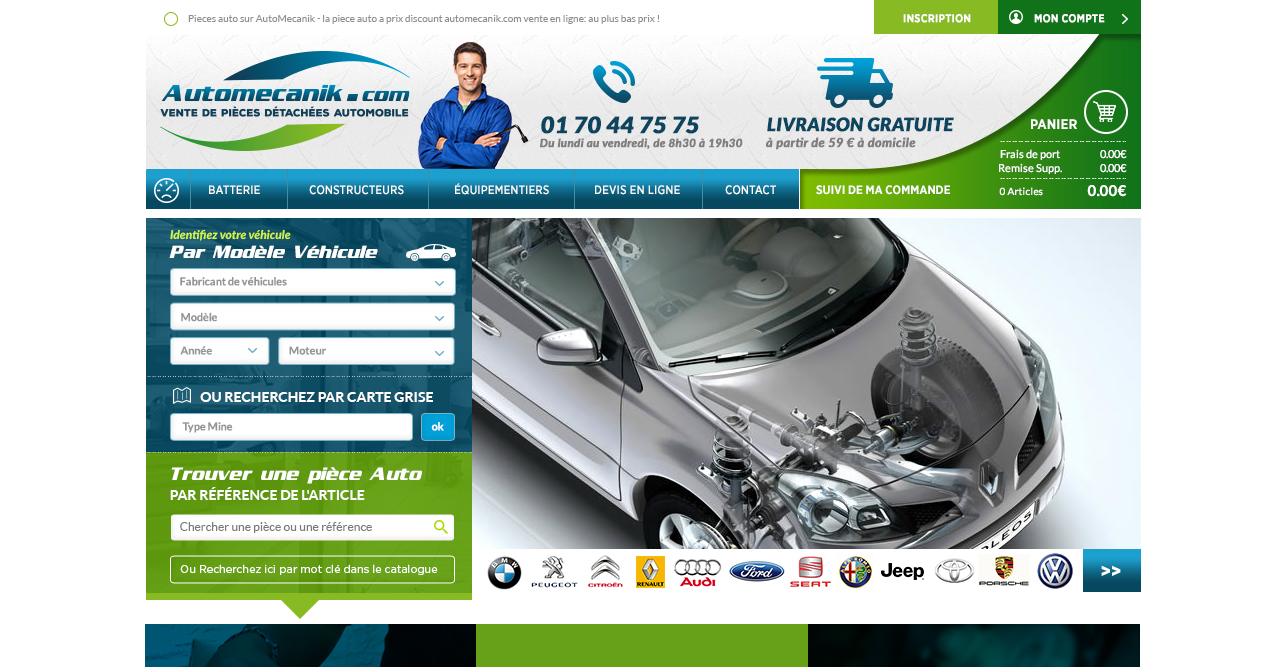 Pieces auto sur AutoMecanik - la piece auto a prix discount automecanik.com vente en ligne: au plus bas prix !
INSCRIPTION
MON COMPTE
Automecanik.com
VENTE DE PIÈCES DÉTACHÉES AUTOMOBILE
01 70 44 75 75
Du lundi au vendredi, de 8h30 à 19h30
LIVRAISON GRATUITE
à partir de 59 € à domicile
PANIER
Frais de port 0.00€
Remise Supp. 0.00€
0 Articles 0.00€
BATTERIE
CONSTRUCTEURS
ÉQUIPEMENTIERS
DEVIS EN LIGNE
CONTACT
SUIVI DE MA COMMANDE
Identifiez votre véhicule
Par Modèle Véhicule
Fabricant de véhicules
Modèle
Année
Moteur
OU RECHERCHEZ PAR CARTE GRISE
Type Mine
ok
Trouver une pièce Auto
PAR RÉFÉRENCE DE L'ARTICLE
Chercher une pièce ou une référence
Ou Recherchez ici par mot clé dans le catalogue
OLEOS
BMW
PEUGEOT
CITROËN
RENAULT
Audi
Ford
SEAT
Jeep
PORSCHE
>>